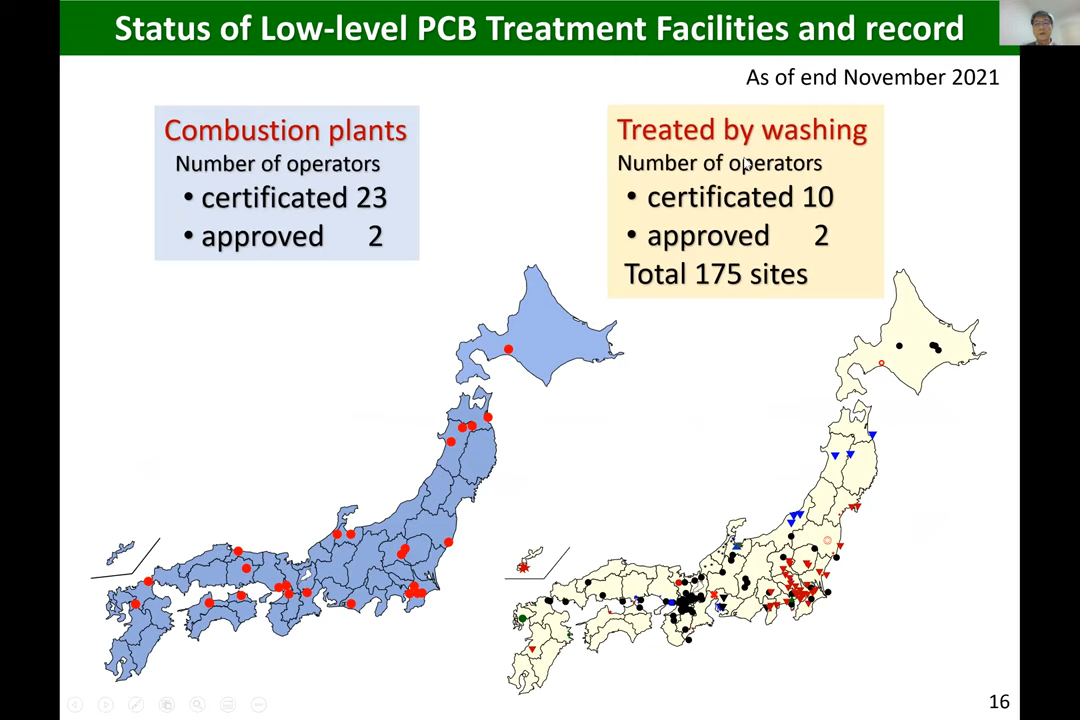 Status of Low-level PCB Treatment Facilities and record
As of end November 2021
Combustion plants
Number of operators
• certificated 23
• approved 2
Treated by washing
Number of operators
• certificated 10
• approved 2
Total 175 sites
16